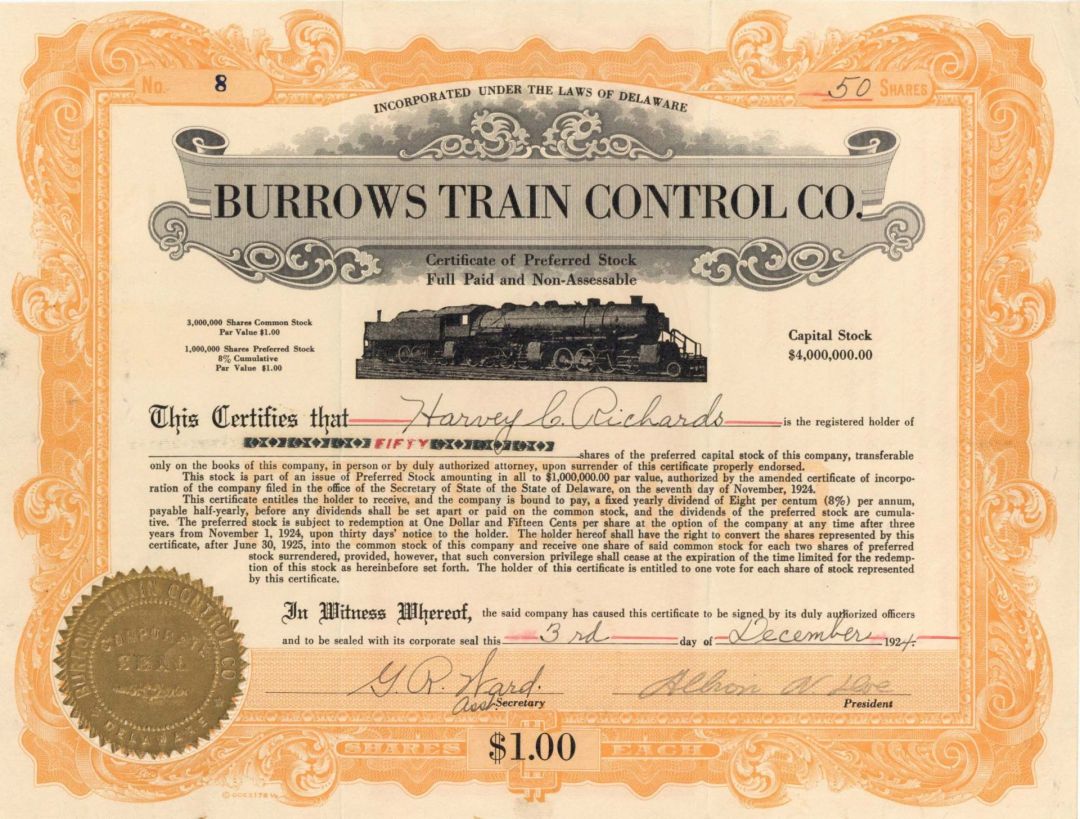 No. 8
50 SHARES
INCORPORATED UNDER THE LAWS OF DELAWARE
BURROWS TRAIN CONTROL CO.
Certificate of Preferred Stock
Full Paid and Non-Assessable
3,000,000 Shares Common Stock
Par Value $1.00
1,000,000 Shares Preferred Stock
8% Cumulative
Par Value $1.00
Capital Stock
$4,000,000.00
This Certifies that Harvey C. Richards is the registered holder of
FIFTY
shares of the preferred capital stock of this company, transferable
only on the books of this company, in person or by duly authorized attorney, upon surrender of this certificate properly endorsed.
This stock is part of an issue of Preferred Stock amounting in all to $1,000,000.00 par value, authorized by the amended certificate of incorpo-
ration of the company filed in the office of the Secretary of State of the State of Delaware, on the seventh day of November, 1924.
This certificate entitles the holder to receive, and the company is bound to pay, a fixed yearly dividend of Eight per centum (8%) per annum,
payable half-yearly, before any dividends shall be set apart or paid on the common stock, and the dividends of the preferred stock are cumula-
tive. The preferred stock is subject to redemption at One Dollar and Fifteen Cents per share at the option of the company at any time after three
years from November 1, 1924, upon thirty days' notice to the holder. The holder hereof shall have the right to convert the shares represented by this
certificate, after June 30, 1925, into the common stock of this company and receive one share of said common stock for each two shares of preferred
stock surrendered, provided, however, that such conversion privilege shall cease at the expiration of the time limited for the redemp-
tion of this stock as hereinbefore set forth. The holder of this certificate is entitled to one vote for each share of stock represented
by this certificate.
In Witness Whereof, the said company has caused this certificate to be signed by its duly authorized officers
and to be sealed with its corporate seal this 3rd day of December 1924.
BURROWS TRAIN CONTROL CO
CORPORATE
SEAL
DELAWARE
G. R. Ward.
Asst. Secretary
President
SHARES $1.00 EACH